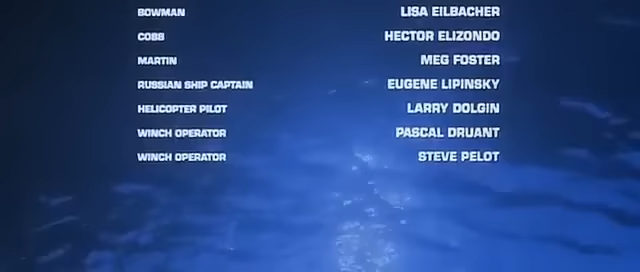 BOWMAN LISA EILBACHER
COBB HECTOR ELIZONDO
MARTIN MEG FOSTER
RUSSIAN SHIP CAPTAIN EUGENE LIPINSKY
HELICOPTER PILOT LARRY DOLGIN
WINCH OPERATOR PASCAL DRUANT
WINCH OPERATOR STEVE PELOT